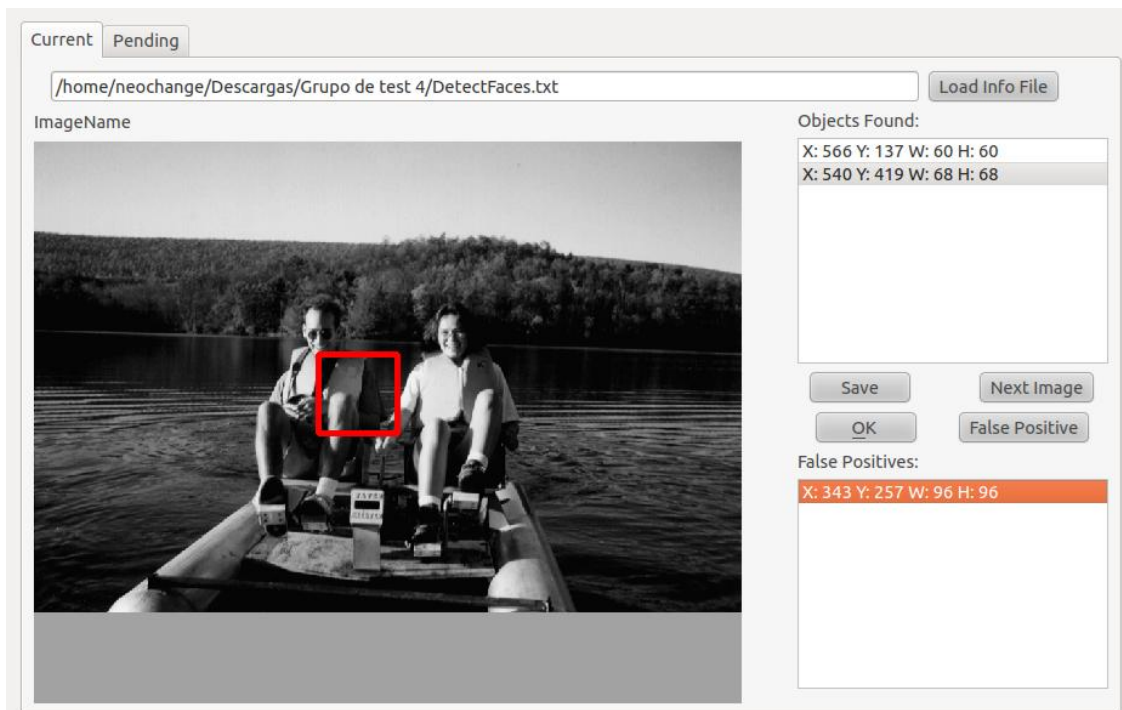 Current Pending
/home/neochange/Descargas/Grupo de test 4/DetectFaces.txt Load Info File
ImageName
Objects Found:
X: 566 Y: 137 W: 60 H: 60
X: 540 Y: 419 W: 68 H: 68
Save Next Image
OK False Positive
False Positives:
X: 343 Y: 257 W: 96 H: 96